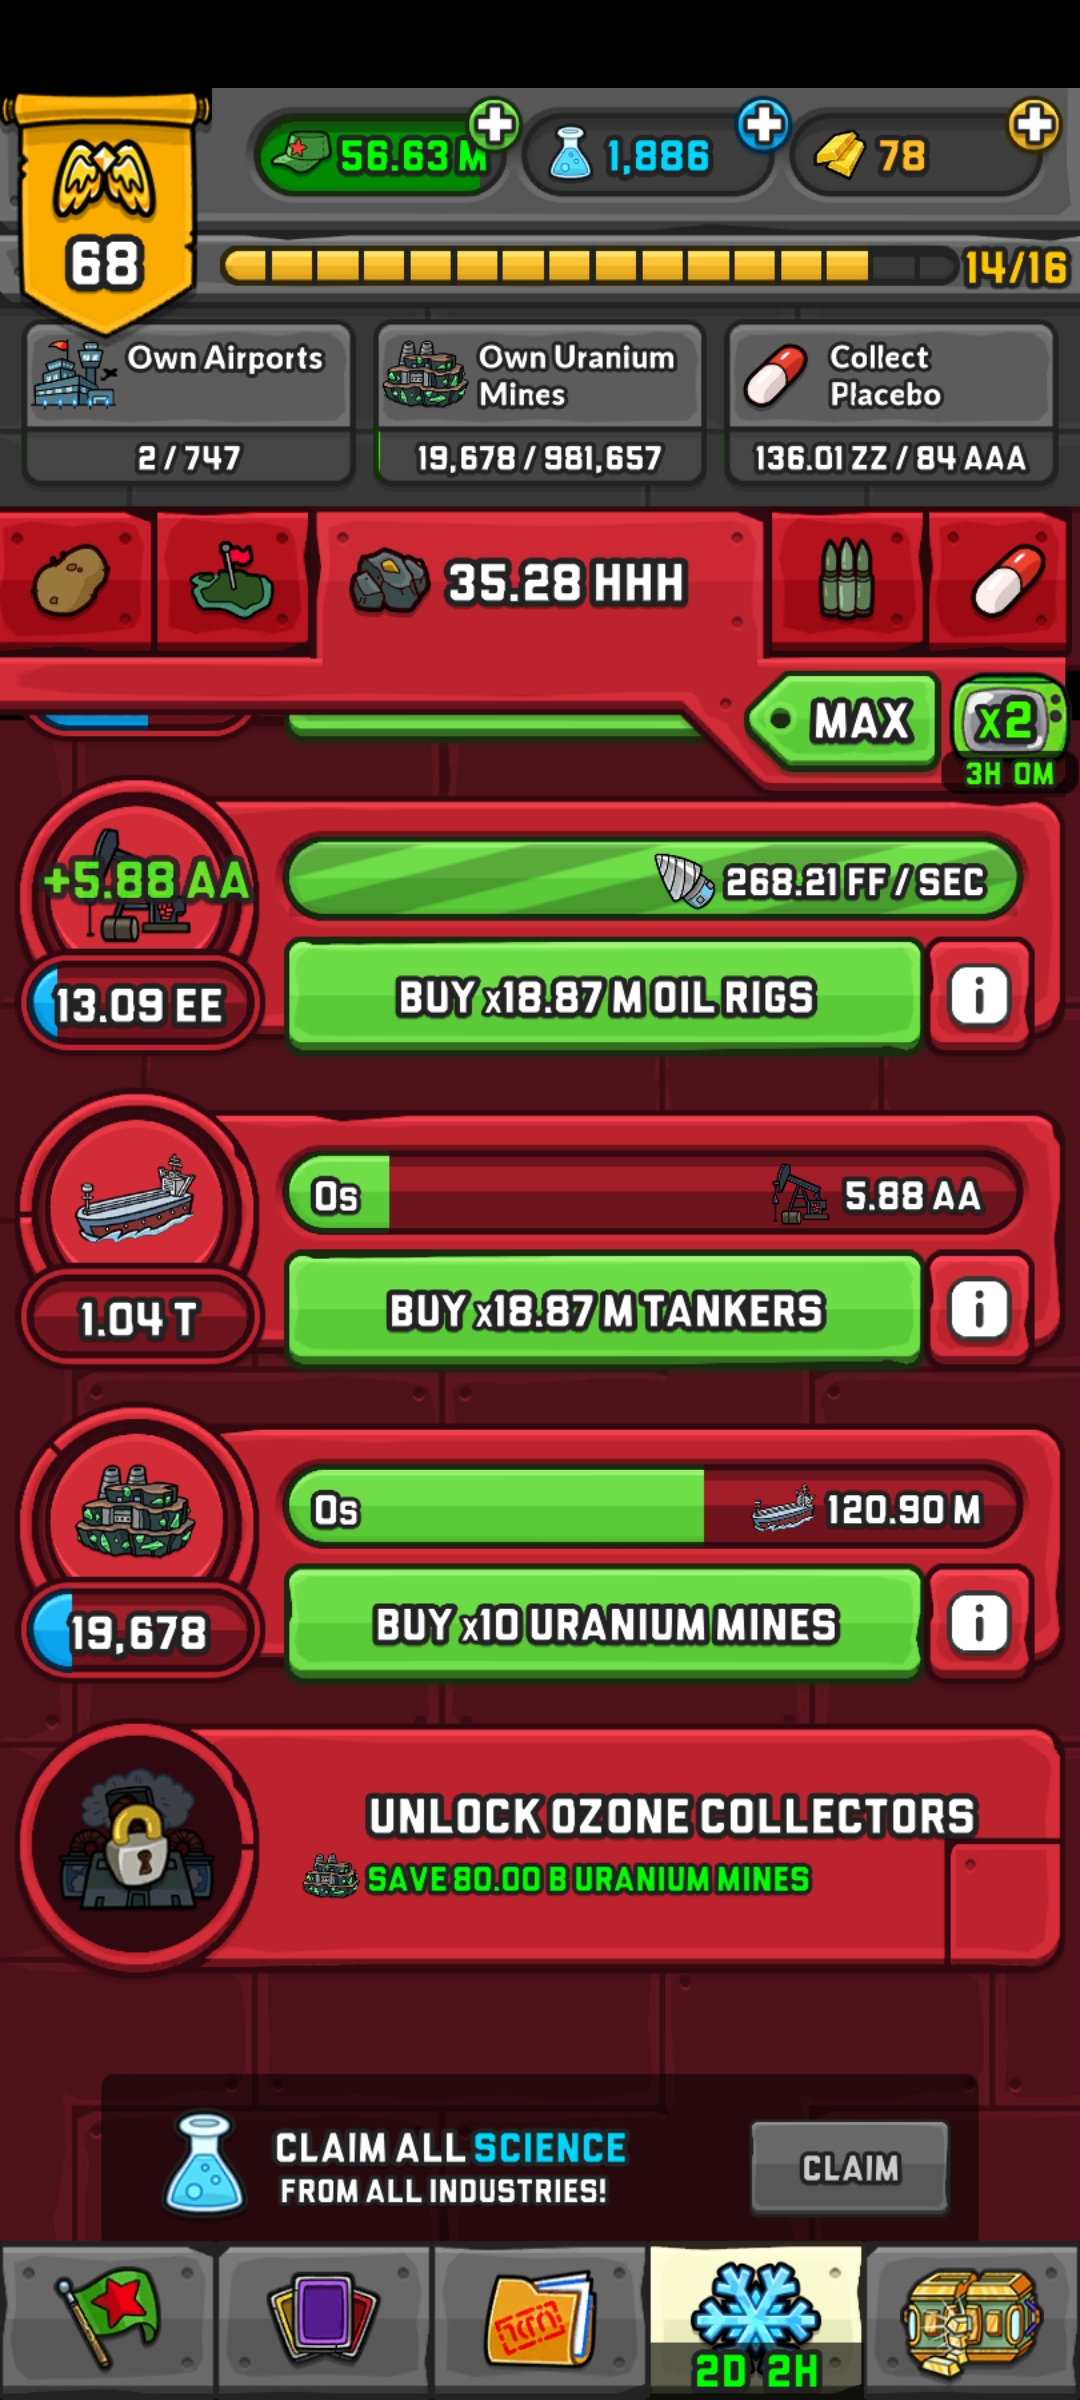 56.63 M
1,886
78
68
14/16
Own Airports
2 / 747
Own Uranium
Mines
19,678 / 981,657
Collect
Placebo
136.01 ZZ / 84 AAA
35.28 HHH
MAX
x2
3H 0M
+5.88 AA
268.21 FF / SEC
13.09 EE
BUY x18.87 M OIL RIGS
i
0s
5.88 AA
1.04 T
BUY x18.87 M TANKERS
i
0s
120.90 M
19,678
BUY x10 URANIUM MINES
i
UNLOCK OZONE COLLECTORS
SAVE 80.00 B URANIUM MINES
CLAIM ALL SCIENCE
FROM ALL INDUSTRIES!
CLAIM
2D 2H